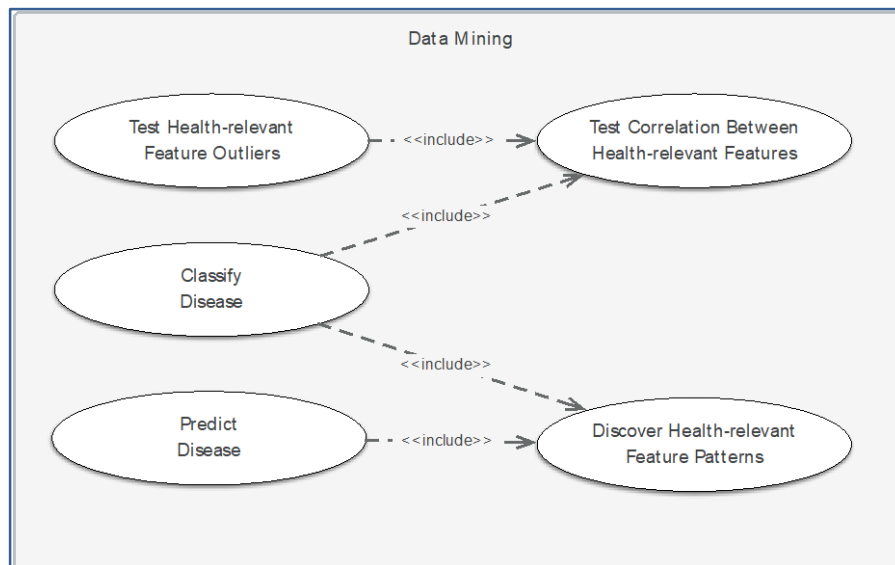 Data Mining
Test Health-relevant
Feature Outliers
<<include>>
Test Correlation Between
Health-relevant Features
<<include>>
Classify
Disease
<<include>>
Predict
Disease
<<include>>
Discover Health-relevant
Feature Patterns